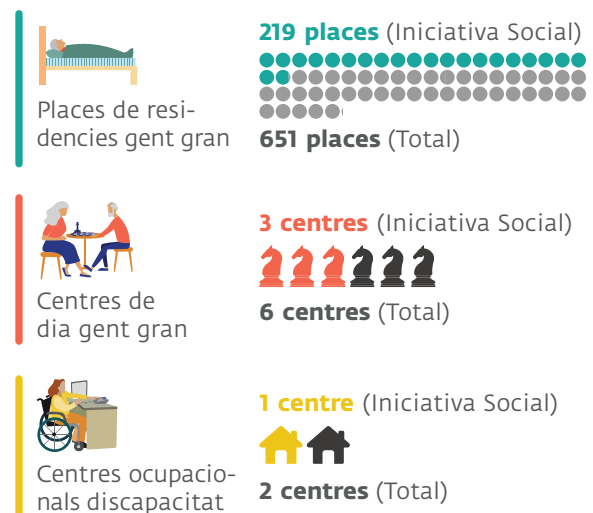 219 places (Iniciativa Social)
Places de resi-
dencies gent gran
651 places (Total)
3 centres (Iniciativa Social)
Centres de
dia gent gran
6 centres (Total)
1 centre (Iniciativa Social)
Centres ocupacio-
nals discapacitat
2 centres (Total)